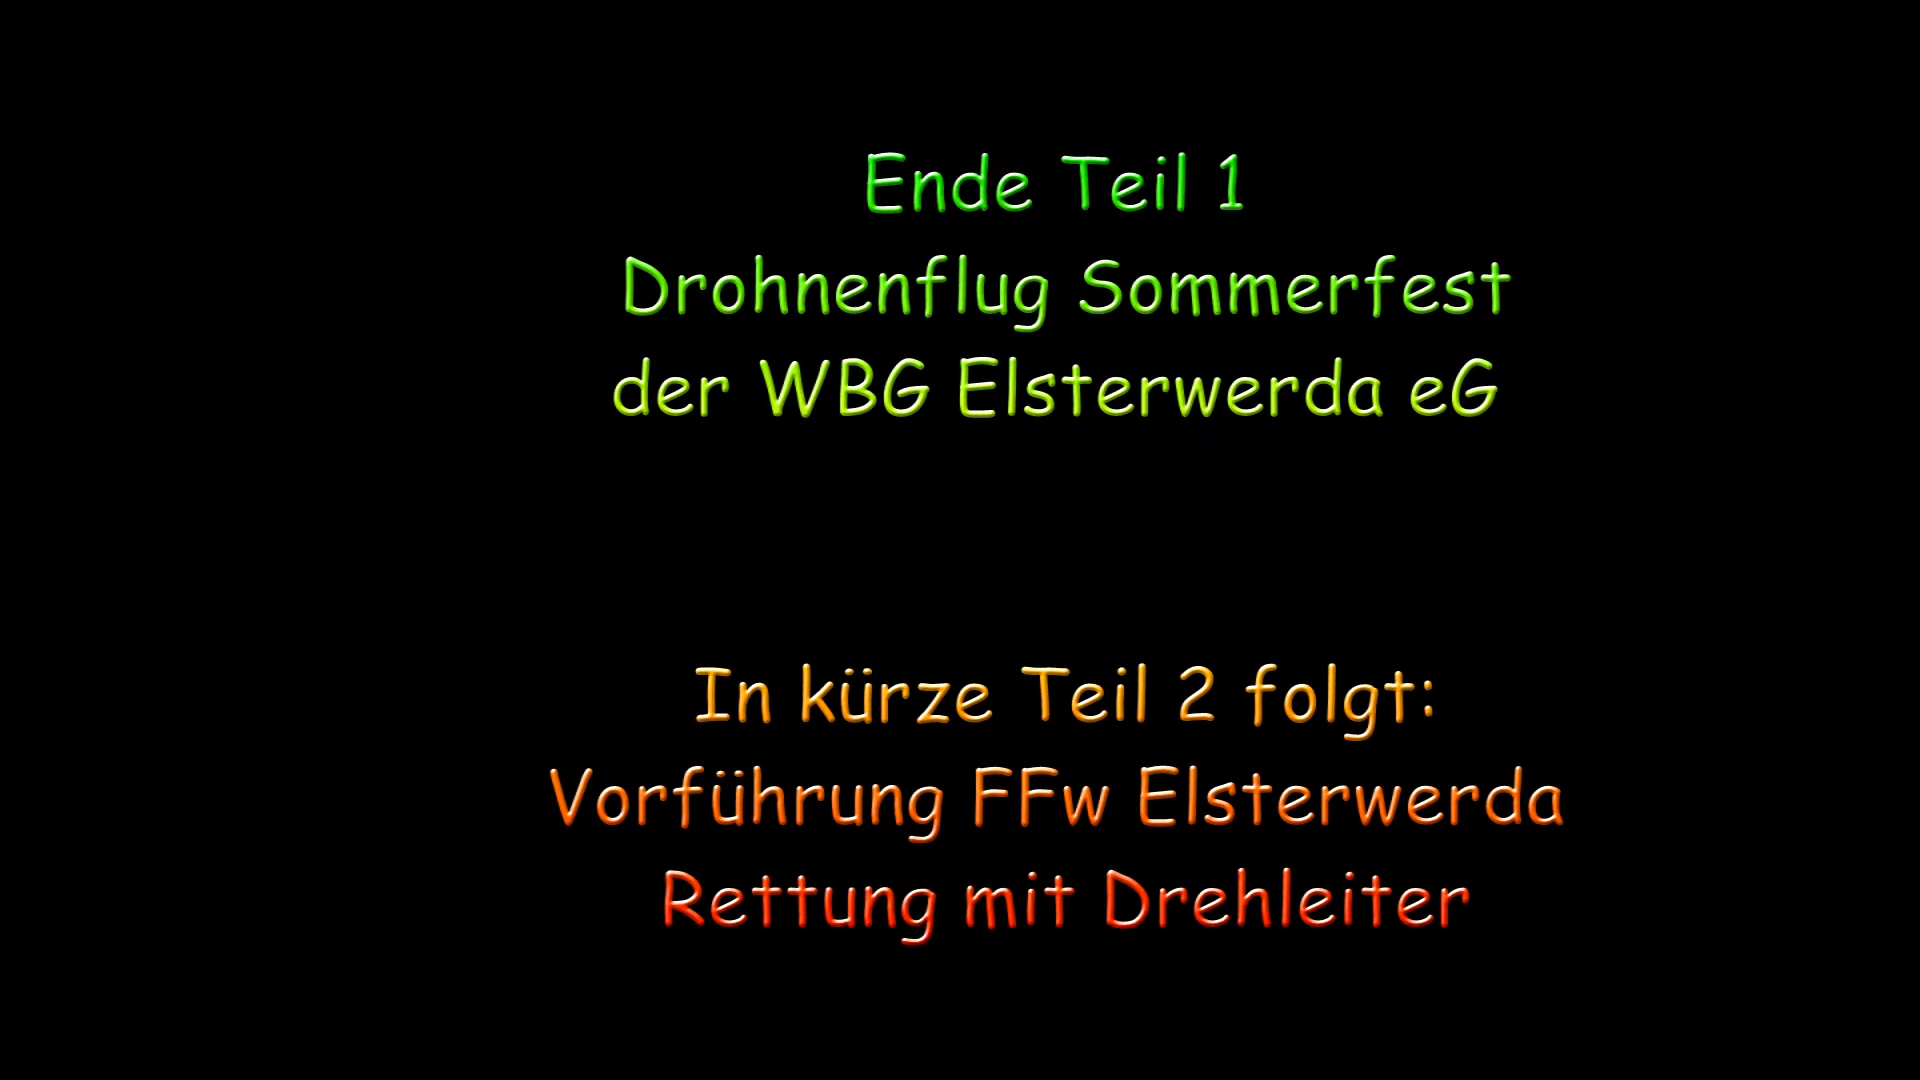 Ende Teil 1
Drohnenflug Sommerfest
der WBG Elsterwerda eG
In kürze Teil 2 folgt:
Vorführung FFw Elsterwerda
Rettung mit Drehleiter